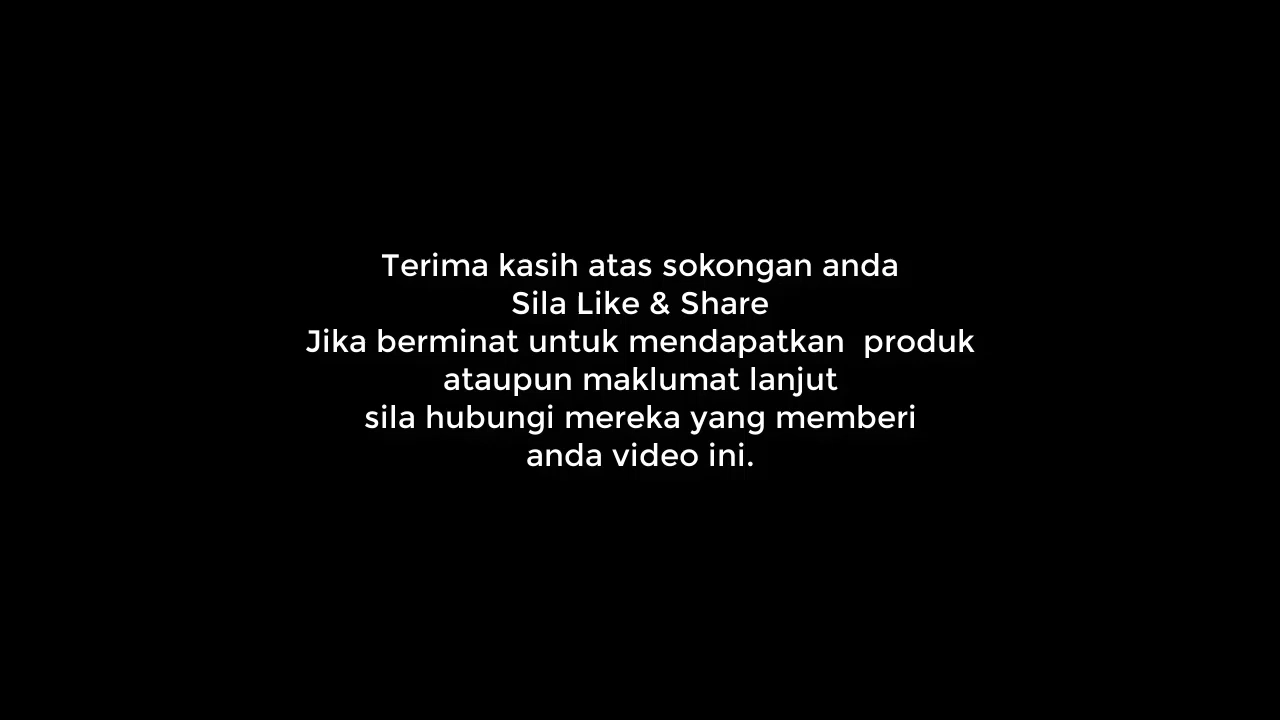 Terima kasih atas sokongan anda
Sila Like & Share
Jika berminat untuk mendapatkan  produk
ataupun maklumat lanjut
sila hubungi mereka yang memberi
anda video ini.